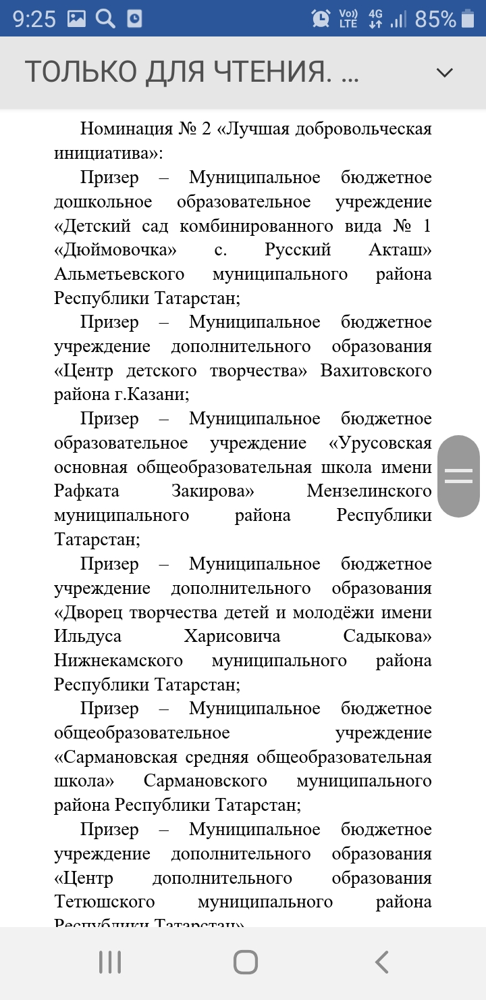 9:25
Vo))
LTE
4G
85%
ТОЛЬКО ДЛЯ ЧТЕНИЯ. ...
Номинация № 2 «Лучшая добровольческая
инициатива»:
Призер – Муниципальное бюджетное
дошкольное образовательное учреждение
«Детский сад комбинированного вида № 1
«Дюймовочка» с. Русский Акташ»
Альметьевского муниципального района
Республики Татарстан;
Призер – Муниципальное бюджетное
учреждение дополнительного образования
«Центр детского творчества» Вахитовского
района г.Казани;
Призер – Муниципальное бюджетное
образовательное учреждение «Урусовская
основная общеобразовательная школа имени
Рафката Закирова» Мензелинского
муниципального района Республики
Татарстан;
Призер – Муниципальное бюджетное
учреждение дополнительного образования
«Дворец творчества детей и молодёжи имени
Ильдуса Харисовича Садыкова»
Нижнекамского муниципального района
Республики Татарстан;
Призер – Муниципальное бюджетное
общеобразовательное учреждение
«Сармановская средняя общеобразовательная
школа» Сармановского муниципального
района Республики Татарстан;
Призер – Муниципальное бюджетное
учреждение дополнительного образования
«Центр дополнительного образования
Тетюшского муниципального района
Республики Татарстан»